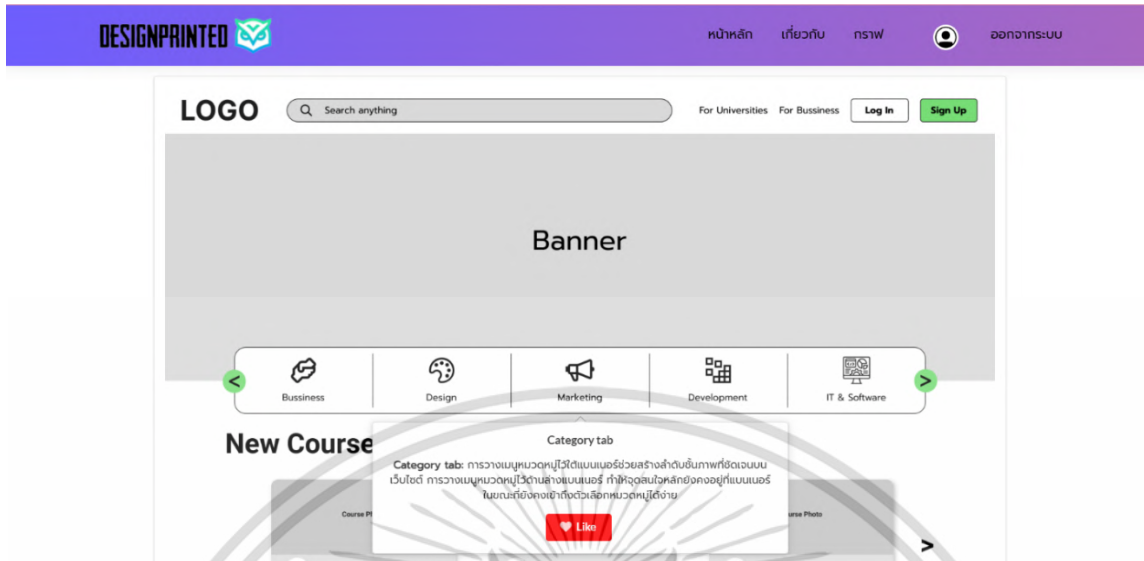 DESIGNPRINTED หน้าหลัก เกี่ยวกับ กราฟ ออกจากระบบ
LOGO Search anything For Universities For Bussiness Log In Sign Up
Banner
< Bussiness Design Marketing Development IT & Software >
New Course
Category tab
Category tab: การวางเมนูหมวดหมู่ไว้ใต้แบนเนอร์ช่วยสร้างลำดับชั้นภาพที่ชัดเจนบน
เว็บไซต์ การวางเมนูหมวดหมู่ไว้ด้านล่างแบนเนอร์ ทำให้จุดสนใจหลักยังคงอยู่ที่แบนเนอร์
ในขณะที่ยังคงเข้าถึงตัวเลือกหมวดหมู่ได้ง่าย
Course Photo
Like
>